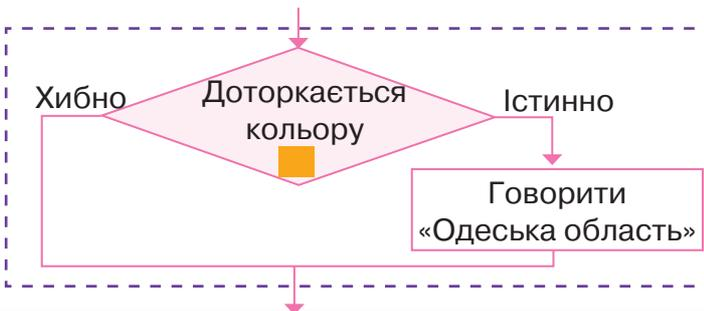 Хибно
Доторкається
кольору
Істинно
Говорити
«Одеська область»